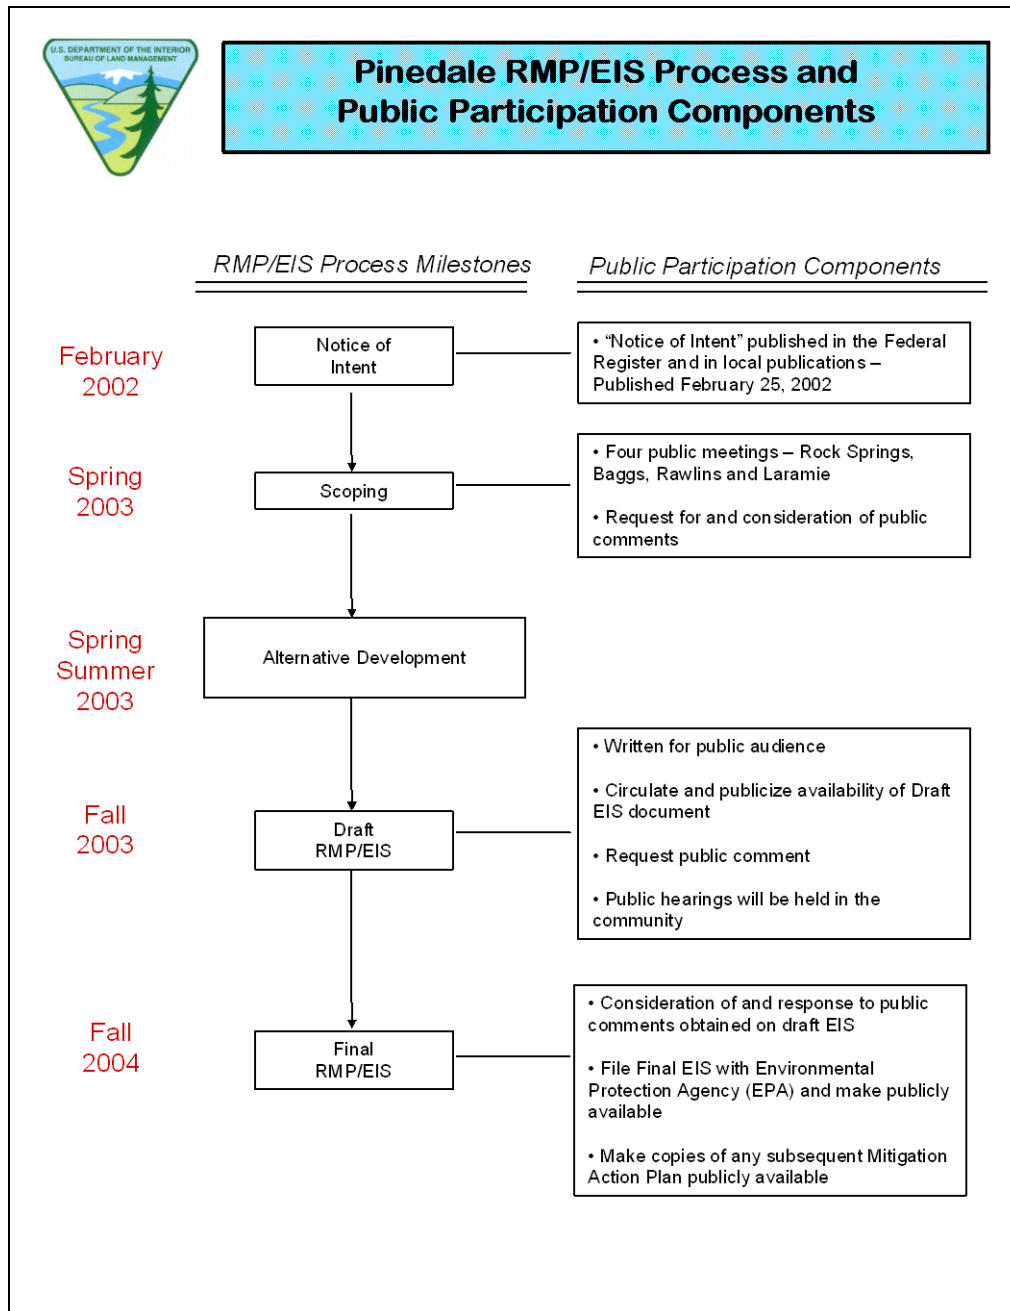 U.S. DEPARTMENT OF THE INTERIOR
BUREAU OF LAND MANAGEMENT
Pinedale RMP/EIS Process and
Public Participation Components
RMP/EIS Process Milestones
Public Participation Components
February
2002
Notice of
Intent
• “Notice of Intent” published in the Federal
Register and in local publications –
Published February 25, 2002
Spring
2003
Scoping
• Four public meetings – Rock Springs,
Baggs, Rawlins and Laramie
• Request for and consideration of public
comments
Spring
Summer
2003
Alternative Development
Fall
2003
Draft
RMP/EIS
• Written for public audience
• Circulate and publicize availability of Draft
EIS document
• Request public comment
• Public hearings will be held in the
community
Fall
2004
Final
RMP/EIS
• Consideration of and response to public
comments obtained on draft EIS
• File Final EIS with Environmental
Protection Agency (EPA) and make publicly
available
• Make copies of any subsequent Mitigation
Action Plan publicly available